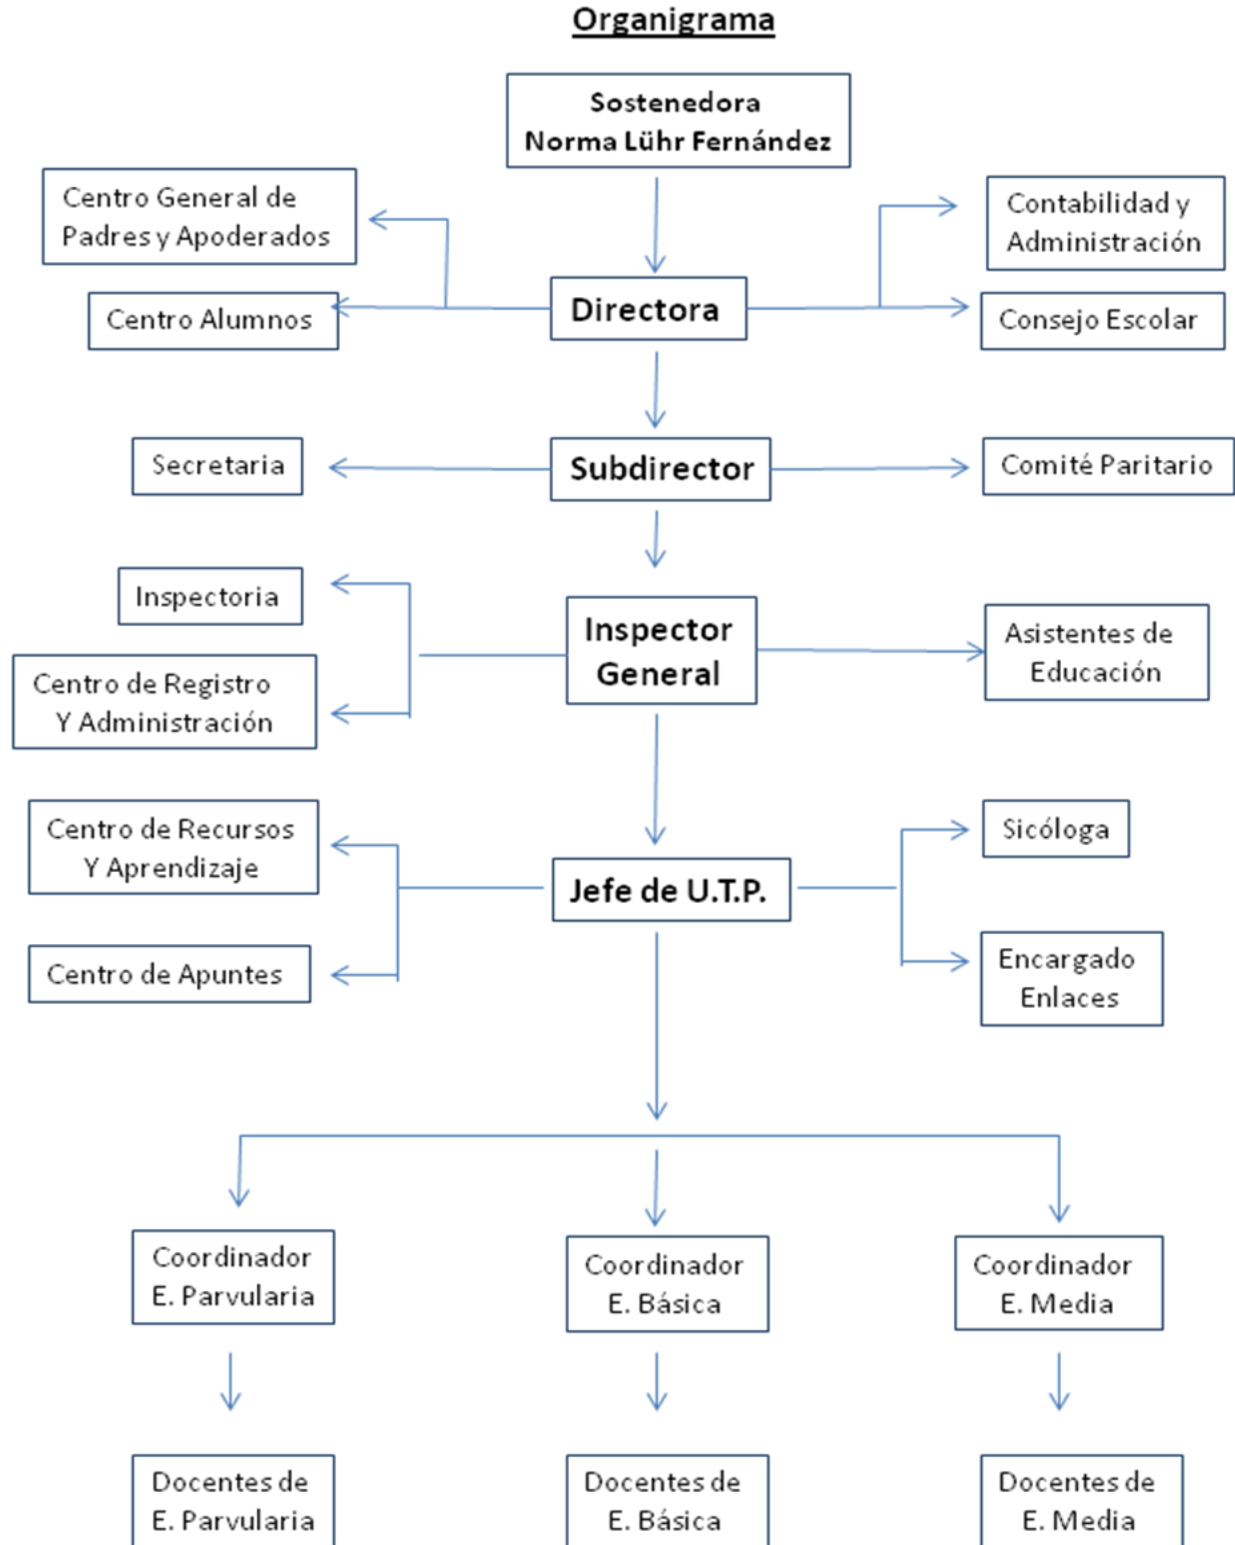 Organigrama
Sostenedora
Norma Lühr Fernández
Centro General de
Padres y Apoderados
Contabilidad y
Administración
Centro Alumnos
Directora
Consejo Escolar
Secretaria
Subdirector
Comité Paritario
Inspectoria
Inspector
General
Asistentes de
Educación
Centro de Registro
Y Administración
Centro de Recursos
Y Aprendizaje
Sicóloga
Jefe de U.T.P.
Centro de Apuntes
Encargado
Enlaces
Coordinador
E. Parvularia
Coordinador
E. Básica
Coordinador
E. Media
Docentes de
E. Parvularia
Docentes de
E. Básica
Docentes de
E. Media